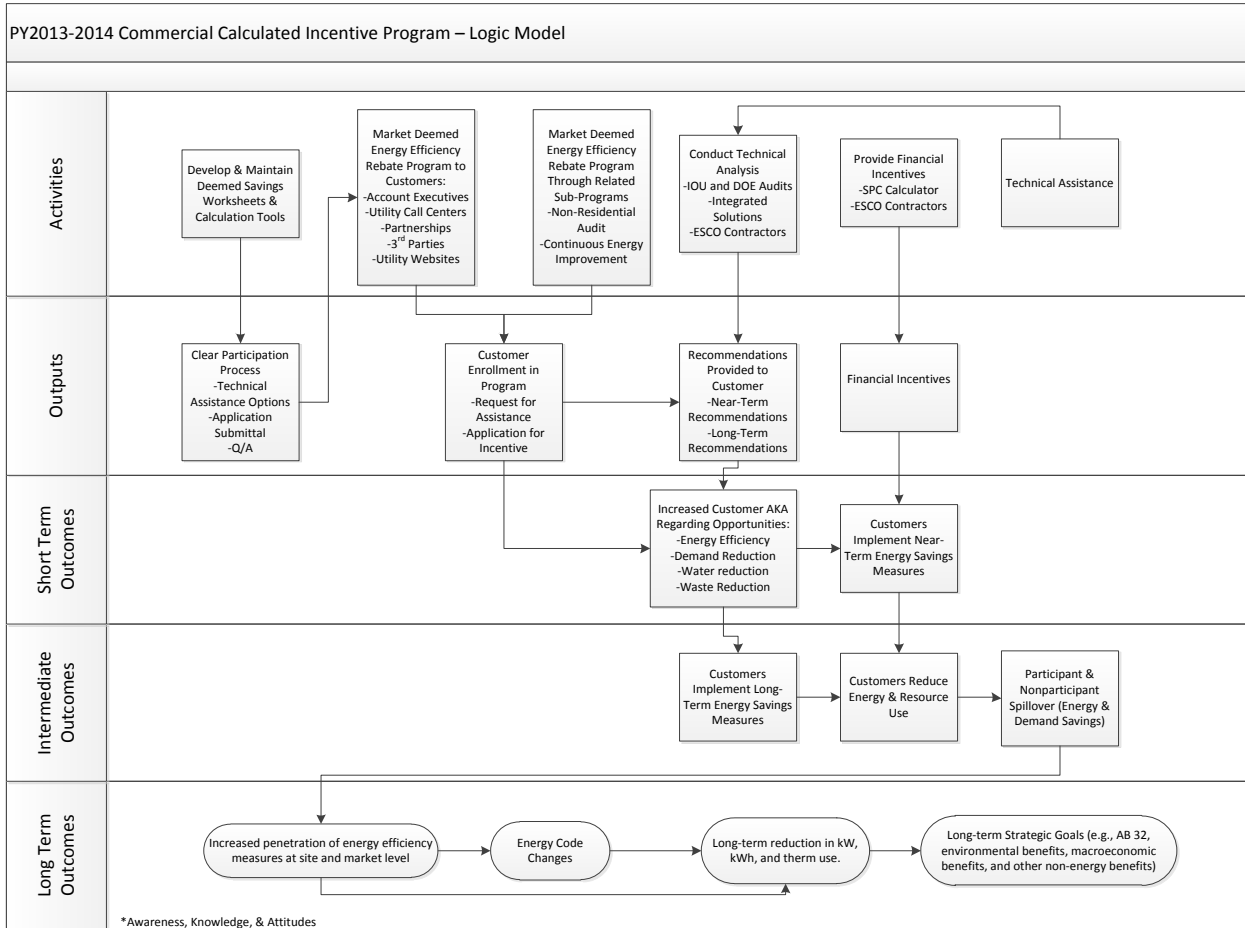 PY2013-2014 Commercial Calculated Incentive Program – Logic Model
Activities
Develop & Maintain
Deemed Savings
Worksheets &
Calculation Tools
Market Deemed
Energy Efficiency
Rebate Program to
Customers:
-Account Executives
-Utility Call Centers
-Partnerships
-3rd Parties
-Utility Websites
Market Deemed
Energy Efficiency
Rebate Program
Through Related
Sub-Programs
-Non-Residential
Audit
-Continuous Energy
Improvement
Conduct Technical
Analysis
-IOU and DOE Audits
-Integrated
Solutions
-ESCO Contractors
Provide Financial
Incentives
-SPC Calculator
-ESCO Contractors
Technical Assistance
Outputs
Clear Participation
Process
-Technical
Assistance Options
-Application
Submittal
-Q/A
Customer
Enrollment in
Program
-Request for
Assistance
-Application for
Incentive
Recommendations
Provided to
Customer
-Near-Term
Recommendations
-Long-Term
Recommendations
Financial Incentives
Short Term
Outcomes
Increased Customer AKA
Regarding Opportunities:
-Energy Efficiency
-Demand Reduction
-Water reduction
-Waste Reduction
Customers
Implement Near-
Term Energy Savings
Measures
Intermediate
Outcomes
Customers
Implement Long-
Term Energy Savings
Measures
Customers Reduce
Energy & Resource
Use
Participant &
Nonparticipant
Spillover (Energy &
Demand Savings)
Long Term
Outcomes
Increased penetration of energy efficiency
measures at site and market level
Energy Code
Changes
Long-term reduction in kW,
kWh, and therm use.
Long-term Strategic Goals (e.g., AB 32,
environmental benefits, macroeconomic
benefits, and other non-energy benefits)
*Awareness, Knowledge, & Attitudes